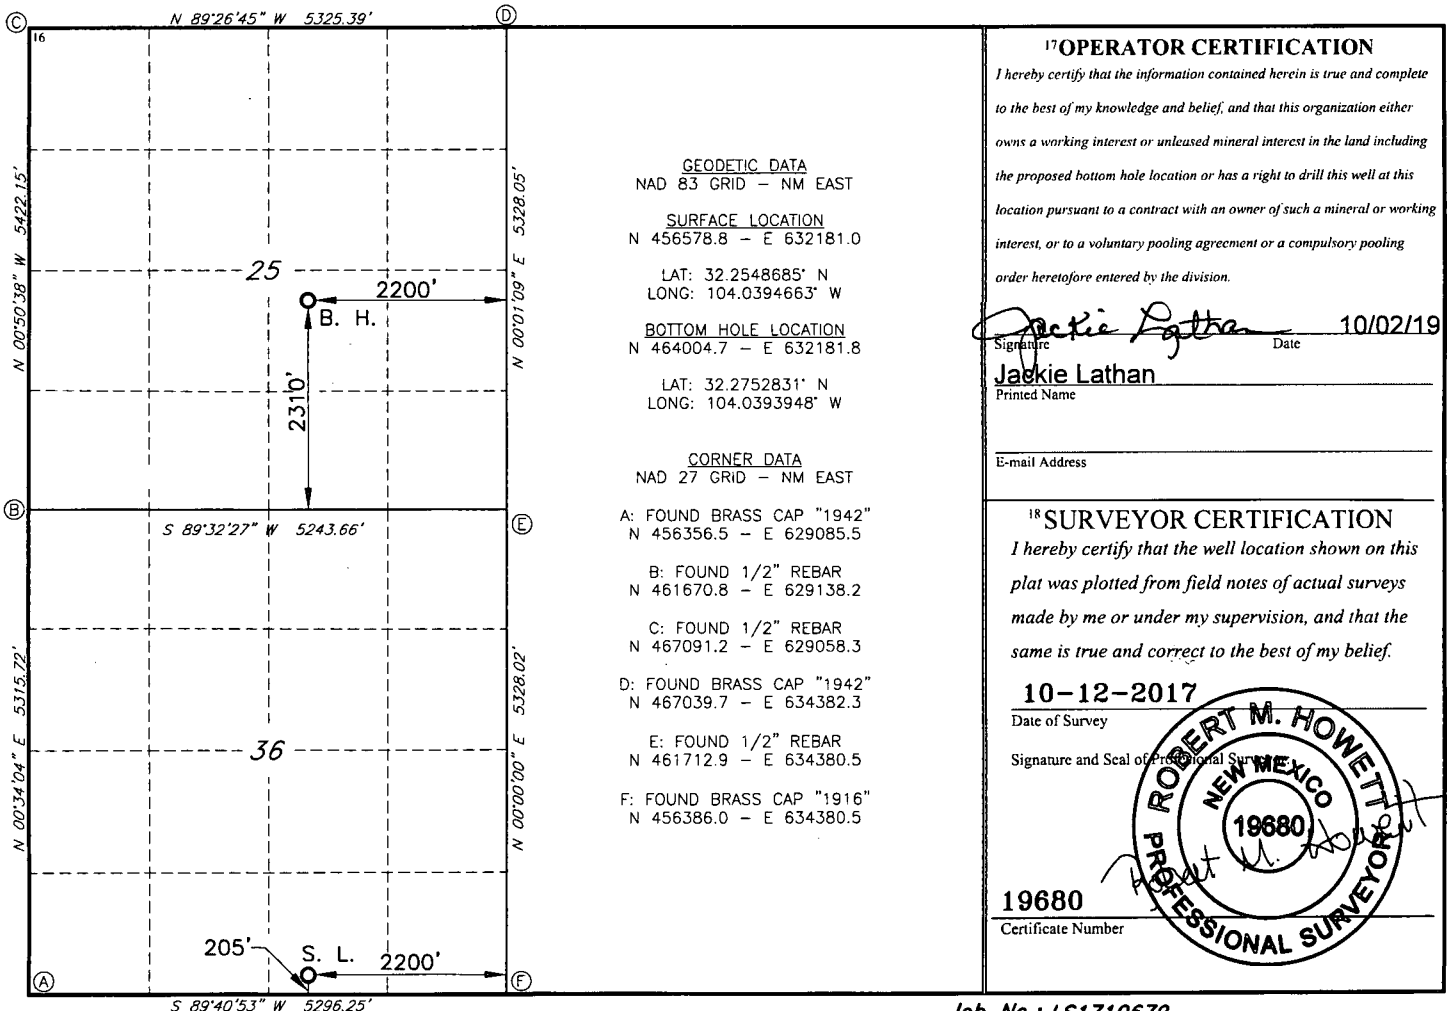 N 89°26'45" W 5325.39'
C
D
16
N 00°50'38" W 5422.15'
25
2200'
B. H.
2310'
N 00°01'09" E 5328.05'
B
S 89°32'27" W 5243.66'
E
N 00°34'04" E 5315.72'
36
N 00°00'00" E 5328.02'
205'
S. L.
2200'
A
F
S 89°40'53" W 5296.25'
GEODETIC DATA
NAD 83 GRID – NM EAST
SURFACE LOCATION
N 456578.8 – E 632181.0
LAT: 32.2548685° N
LONG: 104.0394663° W
BOTTOM HOLE LOCATION
N 464004.7 – E 632181.8
LAT: 32.2752831° N
LONG: 104.0393948° W
CORNER DATA
NAD 27 GRID – NM EAST
A: FOUND BRASS CAP "1942"
N 456356.5 – E 629085.5
B: FOUND 1/2" REBAR
N 461670.8 – E 629138.2
C: FOUND 1/2" REBAR
N 467091.2 – E 629058.3
D: FOUND BRASS CAP "1942"
N 467039.7 – E 634382.3
E: FOUND 1/2" REBAR
N 461712.9 – E 634380.5
F: FOUND BRASS CAP "1916"
N 456386.0 – E 634380.5
17 OPERATOR CERTIFICATION
I hereby certify that the information contained herein is true and complete
to the best of my knowledge and belief, and that this organization either
owns a working interest or unleased mineral interest in the land including
the proposed bottom hole location or has a right to drill this well at this
location pursuant to a contract with an owner of such a mineral or working
interest, or to a voluntary pooling agreement or a compulsory pooling
order heretofore entered by the division.
Jackie Lathan 10/02/19
Signature Date
Jackie Lathan
Printed Name
E-mail Address
18 SURVEYOR CERTIFICATION
I hereby certify that the well location shown on this
plat was plotted from field notes of actual surveys
made by me or under my supervision, and that the
same is true and correct to the best of my belief.
10-12-2017
Date of Survey
Signature and Seal of Professional Surveyor:
ROBERT M. HOWETT
NEW MEXICO
19680
PROFESSIONAL SURVEYOR
Robert M. Howett
19680
Certificate Number
Job No.: LS1710679